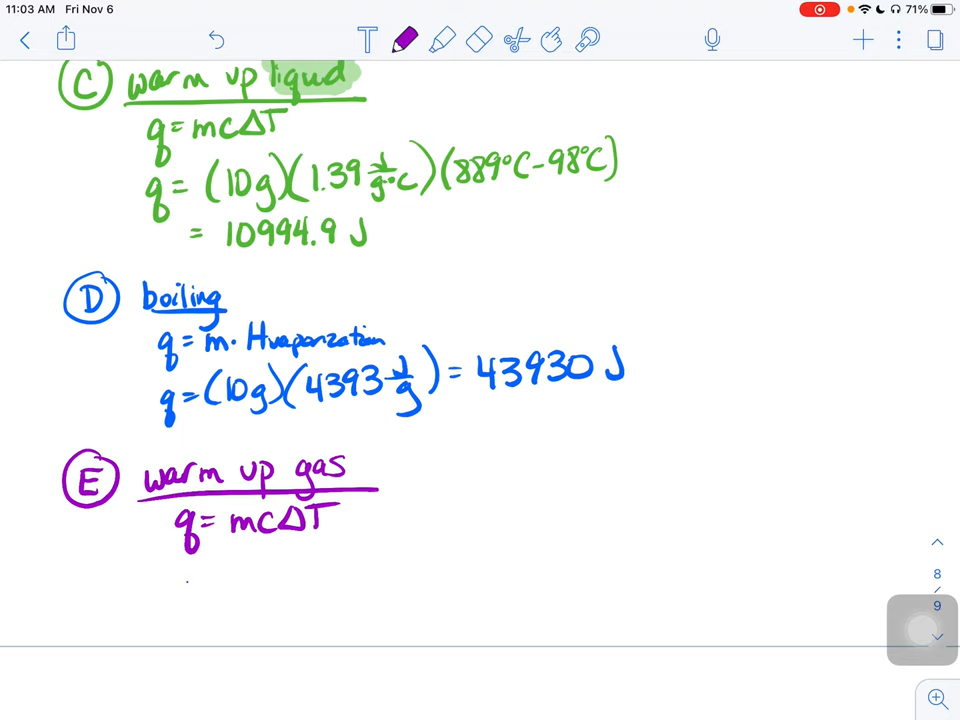 11:03 AM Fri Nov 6
71%
T
C warm up liquid
q = mcΔT
q = (10g)(1.39 J/g·°C)(889°C - 98°C)
= 10994.9 J
D boiling
q = m · Hvaporization
q = (10g)(4393 J/g) = 43930 J
E warm up gas
q = mcΔT
8
/
9